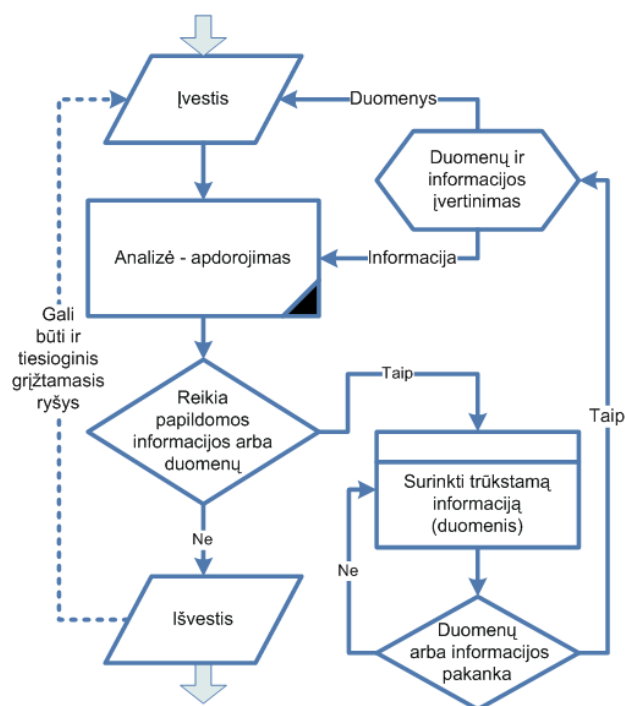 Įvestis
Duomenys
Duomenų ir
informacijos
įvertinimas
Analizė - apdorojimas
Informacija
Gali
būti ir
tiesioginis
grįžtamasis
ryšys
Reikia
papildomos
informacijos arba
duomenų
Taip
Taip
Surinkti trūkstamą
informaciją
(duomenis)
Ne
Ne
Išvestis
Duomenų
arba informacijos
pakanka